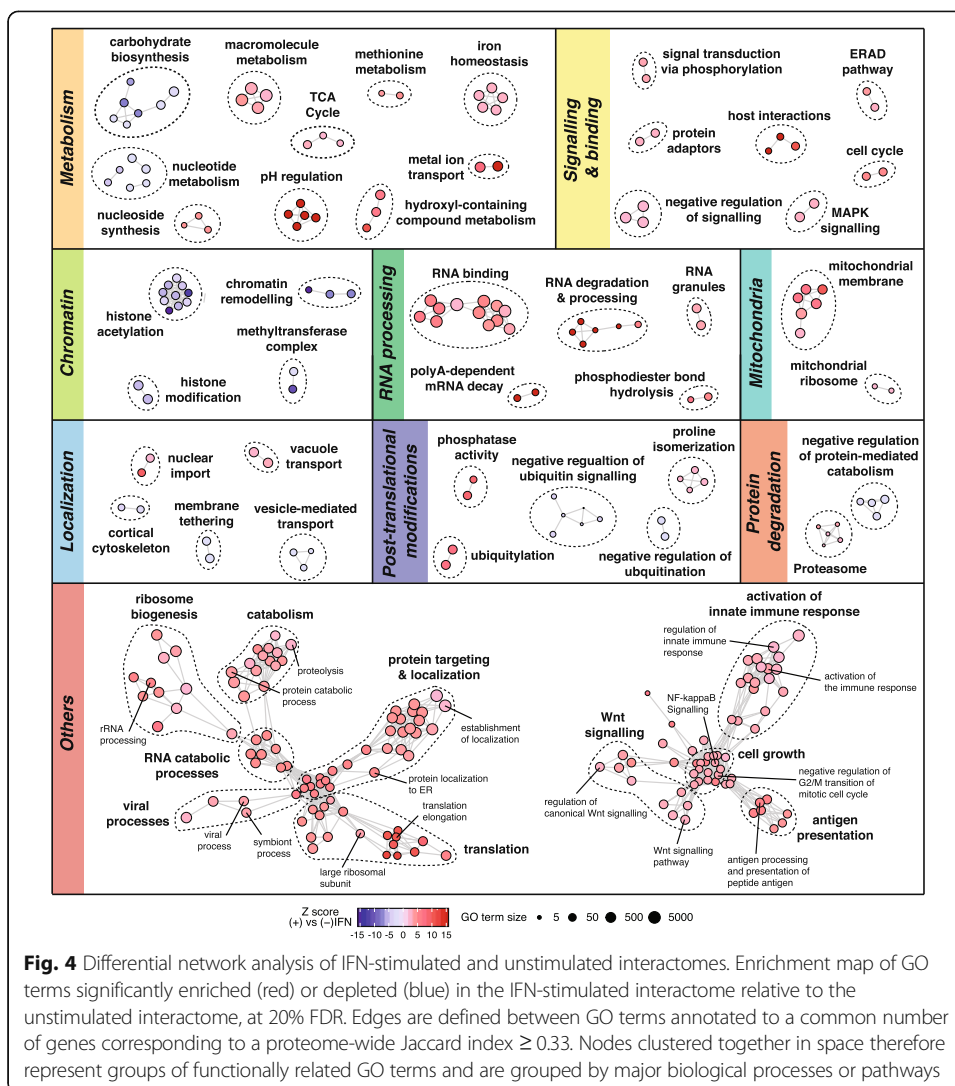 Metabolism
carbohydrate
biosynthesis
macromolecule
metabolism
methionine
metabolism
iron
homeostasis
TCA
Cycle
nucleotide
metabolism
pH regulation
metal ion
transport
nucleoside
synthesis
hydroxyl-containing
compound metabolism
Signalling
& binding
signal transduction
via phosphorylation
ERAD
pathway
host interactions
protein
adaptors
cell cycle
negative regulation
of signalling
MAPK
signalling
Chromatin
chromatin
remodelling
histone
acetylation
methyltransferase
complex
histone
modification
RNA processing
RNA binding
RNA degradation
& processing
RNA
granules
polyA-dependent
mRNA decay
phosphodiester bond
hydrolysis
Mitochondria
mitochondrial
membrane
mitchondrial
ribosome
Localization
nuclear
import
vacuole
transport
cortical
cytoskeleton
membrane
tethering
vesicle-mediated
transport
Post-translational
modifications
phosphatase
activity
negative regualtion of
ubiquitin signalling
proline
isomerization
ubiquitylation
negative regulation of
ubquitination
Protein
degradation
negative regulation
of protein-mediated
catabolism
Proteasome
Others
ribosome
biogenesis
catabolism
proteolysis
protein catabolic
process
protein targeting
& localization
establishment
of localization
rRNA
processing
RNA catabolic
processes
protein localization
to ER
viral
processes
viral
process
symbiont
process
translation
elongation
translation
large ribosomal
subunit
activation of
innate immune response
regulation of
innate immune
response
activation of
the immune response
NF-kappaB
Signalling
Wnt
signalling
cell growth
negative regulation of
G2/M transition of
mitotic cell cycle
regulation of
canonical Wnt signalling
antigen
presentation
Wnt signalling
pathway
antigen processing
and presentation of
peptide antigen
Z score
(+) vs (−)IFN
-15 -10 -5 0 5 10 15
GO term size 5 50 500 5000
Fig. 4 Differential network analysis of IFN-stimulated and unstimulated interactomes. Enrichment map of GO
terms significantly enriched (red) or depleted (blue) in the IFN-stimulated interactome relative to the
unstimulated interactome, at 20% FDR. Edges are defined between GO terms annotated to a common number
of genes corresponding to a proteome-wide Jaccard index ≥ 0.33. Nodes clustered together in space therefore
represent groups of functionally related GO terms and are grouped by major biological processes or pathways